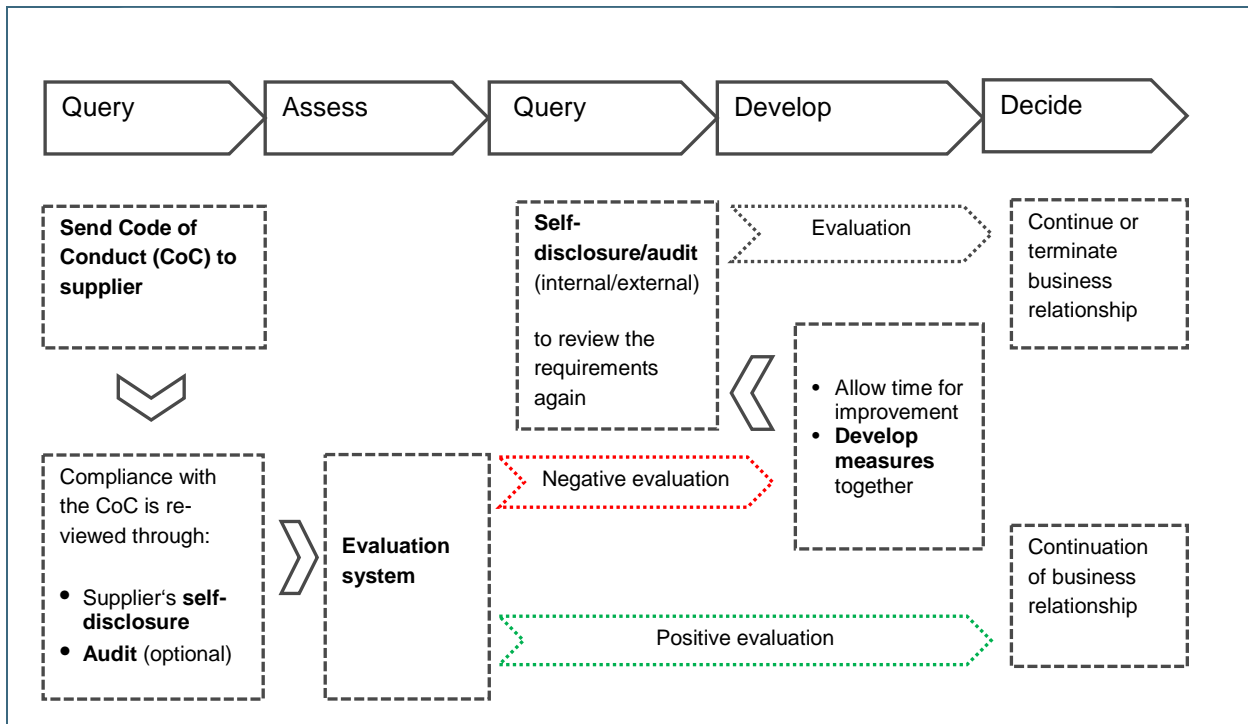 Query
Assess
Query
Develop
Decide
Send Code of
Conduct (CoC) to
supplier
Compliance with
the CoC is re-
viewed through:
• Supplier‘s self-
disclosure
• Audit (optional)
Evaluation
system
Negative evaluation
Positive evaluation
• Allow time for
improvement
• Develop
measures
together
Self-
disclosure/audit
(internal/external)
to review the
requirements
again
Evaluation
Continue or
terminate
business
relationship
Continuation
of business
relationship